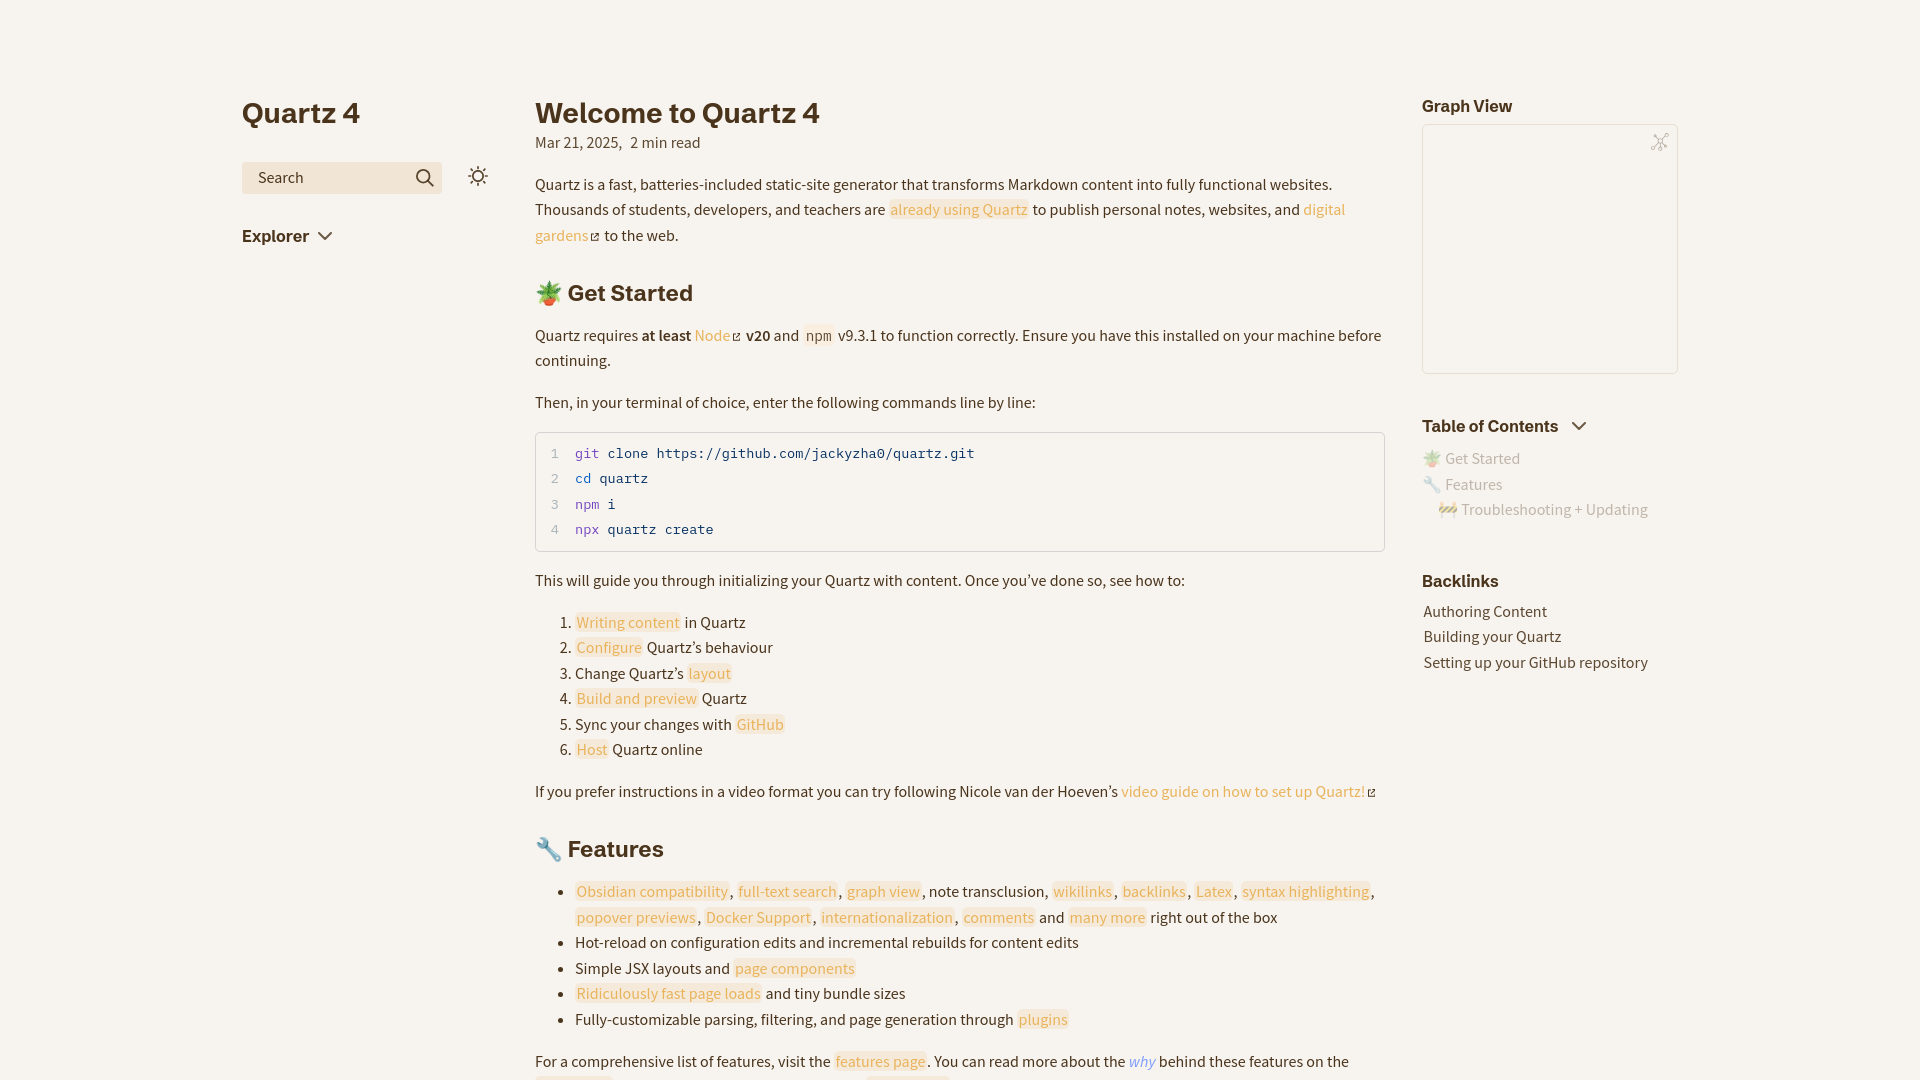 Quartz 4
Search
Explorer
Welcome to Quartz 4
Mar 21, 2025, 2 min read
Quartz is a fast, batteries-included static-site generator that transforms Markdown content into fully functional websites.
Thousands of students, developers, and teachers are already using Quartz to publish personal notes, websites, and digital
gardens to the web.
🪴 Get Started
Quartz requires at least Node v20 and npm v9.3.1 to function correctly. Ensure you have this installed on your machine before
continuing.
Then, in your terminal of choice, enter the following commands line by line:
1 git clone https://github.com/jackyzha0/quartz.git
2 cd quartz
3 npm i
4 npx quartz create
This will guide you through initializing your Quartz with content. Once you’ve done so, see how to:
1. Writing content in Quartz
2. Configure Quartz’s behaviour
3. Change Quartz’s layout
4. Build and preview Quartz
5. Sync your changes with GitHub
6. Host Quartz online
If you prefer instructions in a video format you can try following Nicole van der Hoeven’s video guide on how to set up Quartz!
🔧 Features
• Obsidian compatibility, full-text search, graph view, note transclusion, wikilinks, backlinks, Latex, syntax highlighting,
popover previews, Docker Support, internationalization, comments and many more right out of the box
• Hot-reload on configuration edits and incremental rebuilds for content edits
• Simple JSX layouts and page components
• Ridiculously fast page loads and tiny bundle sizes
• Fully-customizable parsing, filtering, and page generation through plugins
For a comprehensive list of features, visit the features page. You can read more about the why behind these features on the
Graph View
Table of Contents
🪴 Get Started
🔧 Features
🚧 Troubleshooting + Updating
Backlinks
Authoring Content
Building your Quartz
Setting up your GitHub repository